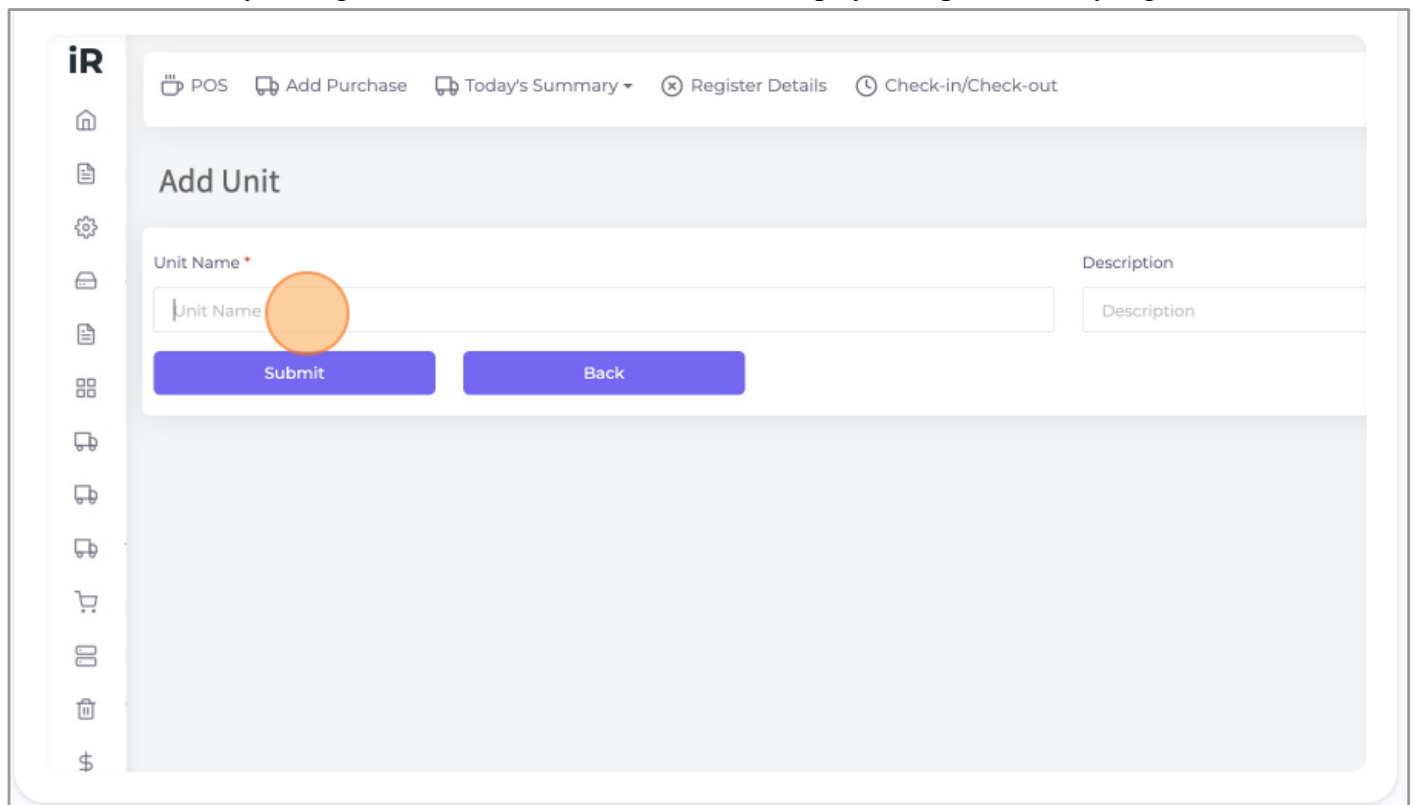 iR
POS Add Purchase Today's Summary Register Details Check-in/Check-out
Add Unit
Unit Name * Description
Unit Name Description
Submit Back